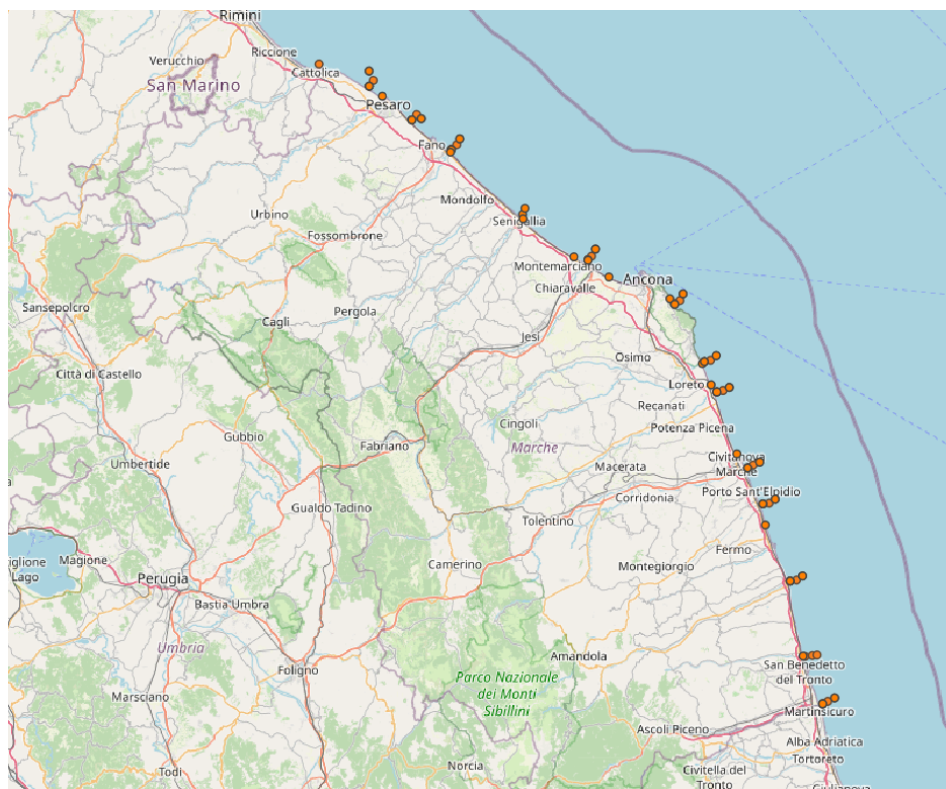 Rimini
Riccione
Verucchio
Cattolica
San Marino
Pesaro
Fano
Mondolfo
Urbino
Senigallia
Fossombrone
Montemarciano
Ancona
Chiaravalle
Sansepolcro
Pergola
Cagli
Jesi
Osimo
Città di Castello
Loreto
Recanati
Cingoli
Potenza Picena
Gubbio
Fabriano
Marche
Civitanova
Marche
Umbertide
Macerata
Porto Sant'Elpidio
Corridonia
Gualdo Tadino
Tolentino
Fermo
Magione
iglione
Lago
Camerino
Montegiorgio
Perugia
Bastia Umbra
Umbria
Amandola
Foligno
San Benedetto
del Tronto
Parco Nazionale
dei Monti
Sibillini
Marsciano
Martinsicuro
Ascoli Piceno
Alba Adriatica
Tortoreto
Norcia
Todi
Civitella del
Tronto
Giulianova